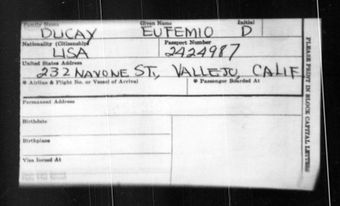 Family Name Given Name Initial
DUCAY EUFEMIO D
Nationality (Citizenship) Passport Number
USA 2424987
United States Address
232 NAVONE ST, VALLEJO, CALIF
Airline & Flight No. or Vessel of Arrival Passenger Boarded At
Permanent Address
Birthdate
Birthplace
Visa Issued At
PLEASE PRINT IN BLOCK CAPITAL LETTERS